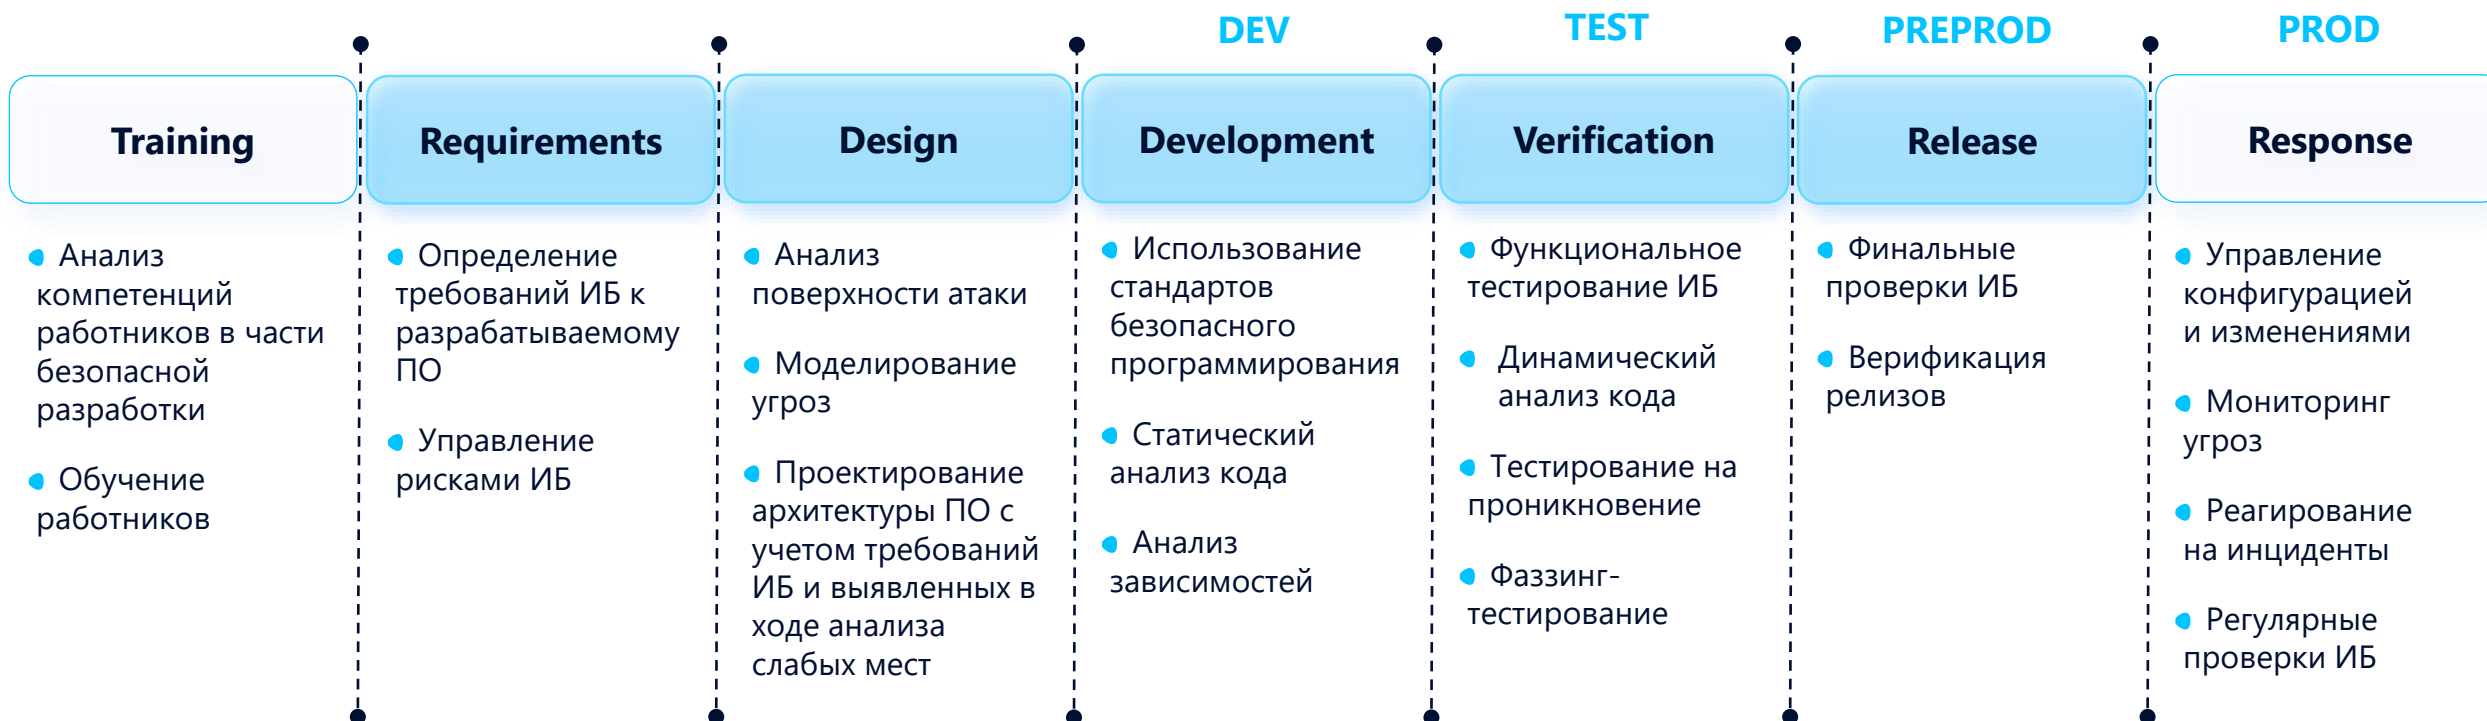 DEV
TEST
PREPROD
PROD
Training
Requirements
Design
Development
Verification
Release
Response
Анализ
компетенций
работников в части
безопасной
разработки
Обучение
работников
Определение
требований ИБ к
разрабатываемому
ПО
Управление
рисками ИБ
Анализ
поверхности атаки
Моделирование
угроз
Проектирование
архитектуры ПО с
учетом требований
ИБ и выявленных в
ходе анализа
слабых мест
Использование
стандартов
безопасного
программирования
Статический
анализ кода
Анализ
зависимостей
Функциональное
тестирование ИБ
Динамический
анализ кода
Тестирование на
проникновение
Фаззинг-
тестирование
Финальные
проверки ИБ
Верификация
релизов
Управление
конфигурацией
и изменениями
Мониторинг
угроз
Реагирование
на инциденты
Регулярные
проверки ИБ